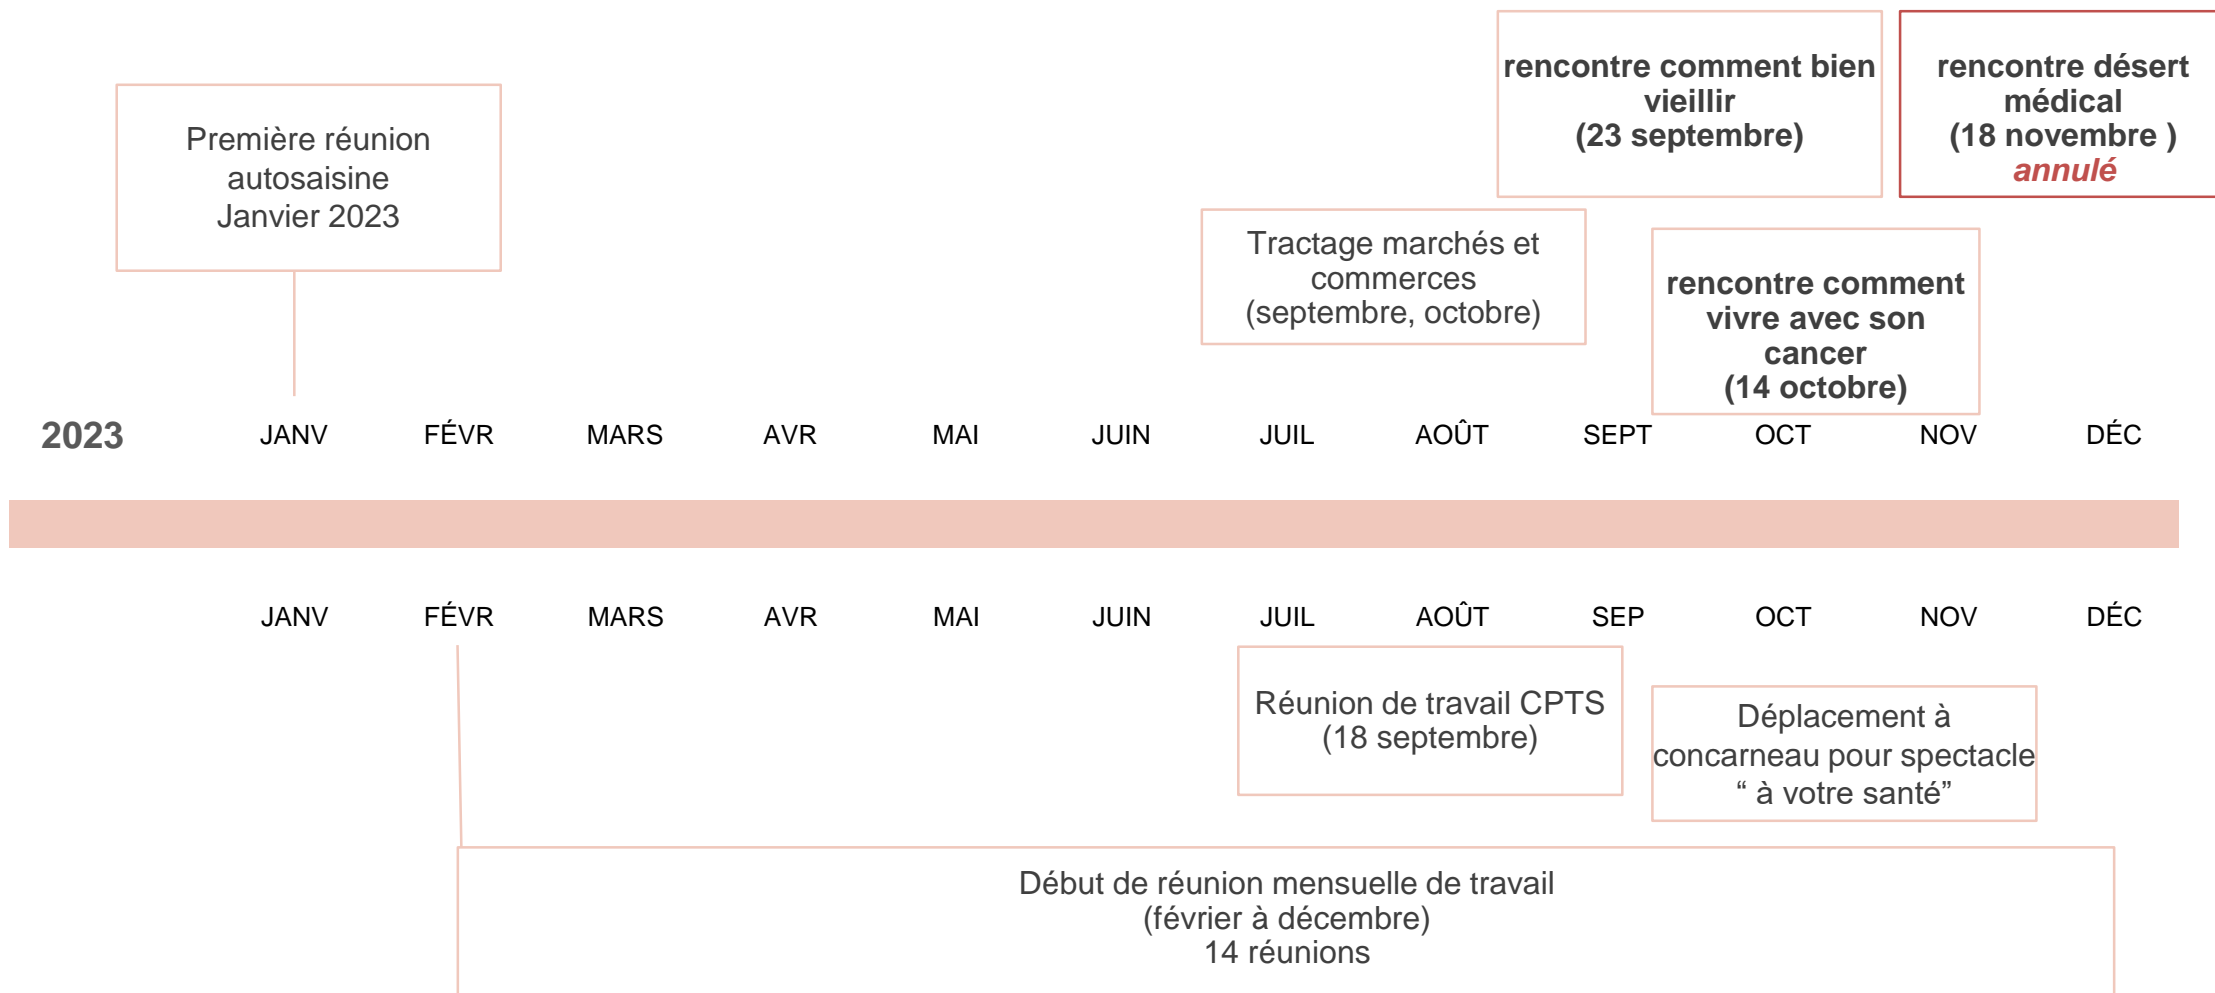 Première réunion
autosaisine
Janvier 2023
rencontre comment bien
vieillir
(23 septembre)
rencontre désert
médical
(18 novembre )
annulé
Tractage marchés et
commerces
(septembre, octobre)
rencontre comment
vivre avec son
cancer
(14 octobre)
2023 JANV FÉVR MARS AVR MAI JUIN JUIL AOÛT SEPT OCT NOV DÉC
JANV FÉVR MARS AVR MAI JUIN JUIL AOÛT SEP OCT NOV DÉC
Réunion de travail CPTS
(18 septembre)
Déplacement à
concarneau pour spectacle
“ à votre santé”
Début de réunion mensuelle de travail
(février à décembre)
14 réunions